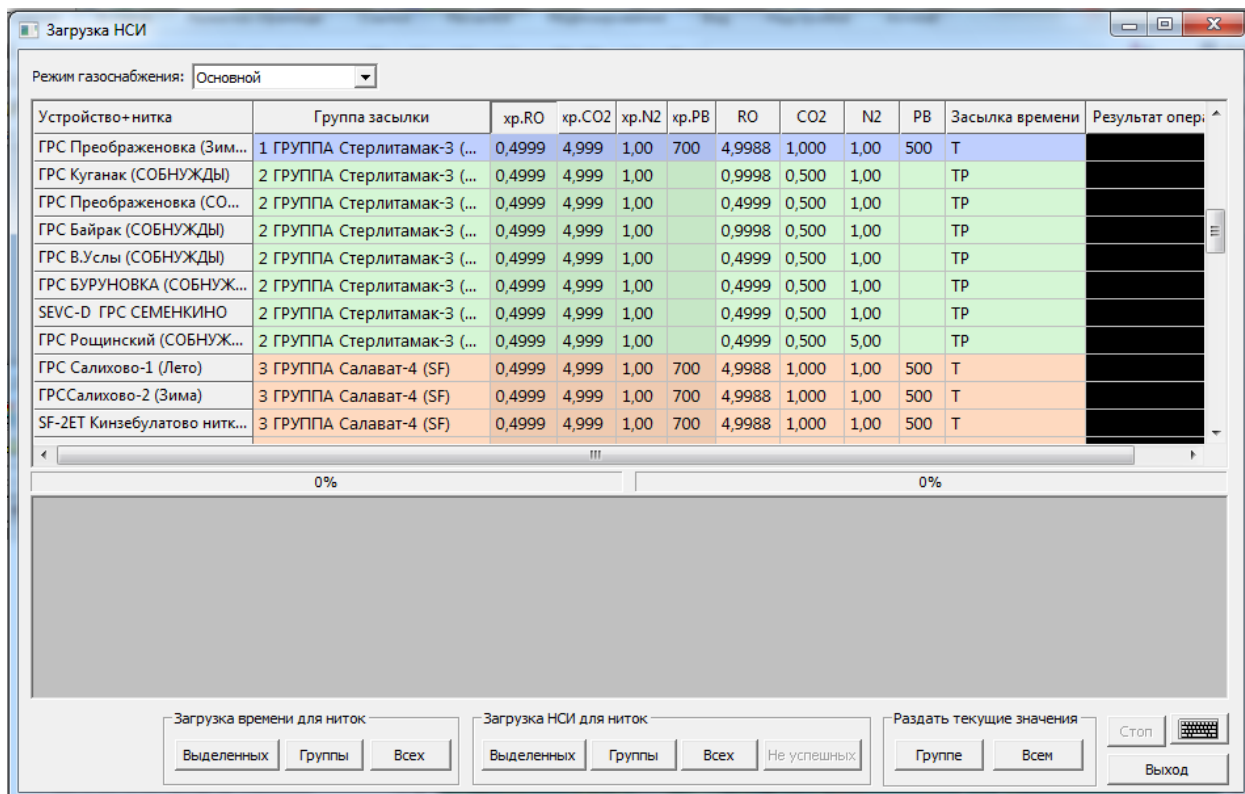 Загрузка НСИ
Режим газоснабжения: Основной
Устройство+нитка Группа засылки хр.RO хр.CO2 хр.N2 хр.PB RO CO2 N2 PB Засылка времени Результат опера
ГРС Преображеновка (Зим... 1 ГРУППА Стерлитамак-3 (... 0,4999 4,999 1,00 700 4,9988 1,000 1,00 500 T
ГРС Куганак (СОБНУЖДЫ) 2 ГРУППА Стерлитамак-3 (... 0,4999 4,999 1,00 0,9998 0,500 1,00 TP
ГРС Преображеновка (СО... 2 ГРУППА Стерлитамак-3 (... 0,4999 4,999 1,00 0,4999 0,500 1,00 TP
ГРС Байрак (СОБНУЖДЫ) 2 ГРУППА Стерлитамак-3 (... 0,4999 4,999 1,00 0,9998 0,500 1,00 TP
ГРС В.Услы (СОБНУЖДЫ) 2 ГРУППА Стерлитамак-3 (... 0,4999 4,999 1,00 0,4999 0,500 1,00 TP
ГРС БУРУНОВКА (СОБНУЖ... 2 ГРУППА Стерлитамак-3 (... 0,4999 4,999 1,00 0,4999 0,500 1,00 TP
SEVC-D ГРС СЕМЕНКИНО 2 ГРУППА Стерлитамак-3 (... 0,4999 4,999 1,00 0,4999 0,500 1,00 TP
ГРС Рощинский (СОБНУЖ... 2 ГРУППА Стерлитамак-3 (... 0,4999 4,999 1,00 0,4999 0,500 5,00 TP
ГРС Салихово-1 (Лето) 3 ГРУППА Салават-4 (SF) 0,4999 4,999 1,00 700 4,9988 1,000 1,00 500 T
ГРССалихово-2 (Зима) 3 ГРУППА Салават-4 (SF) 0,4999 4,999 1,00 700 4,9988 1,000 1,00 500 T
SF-2ET Кинзебулатово нитк... 3 ГРУППА Салават-4 (SF) 0,4999 4,999 1,00 700 4,9988 1,000 1,00 500 T
0% 0%
Загрузка времени для ниток Загрузка НСИ для ниток Раздать текущие значения
Выделенных Группы Всех Выделенных Группы Всех Не успешных Группе Всем Стоп
Выход